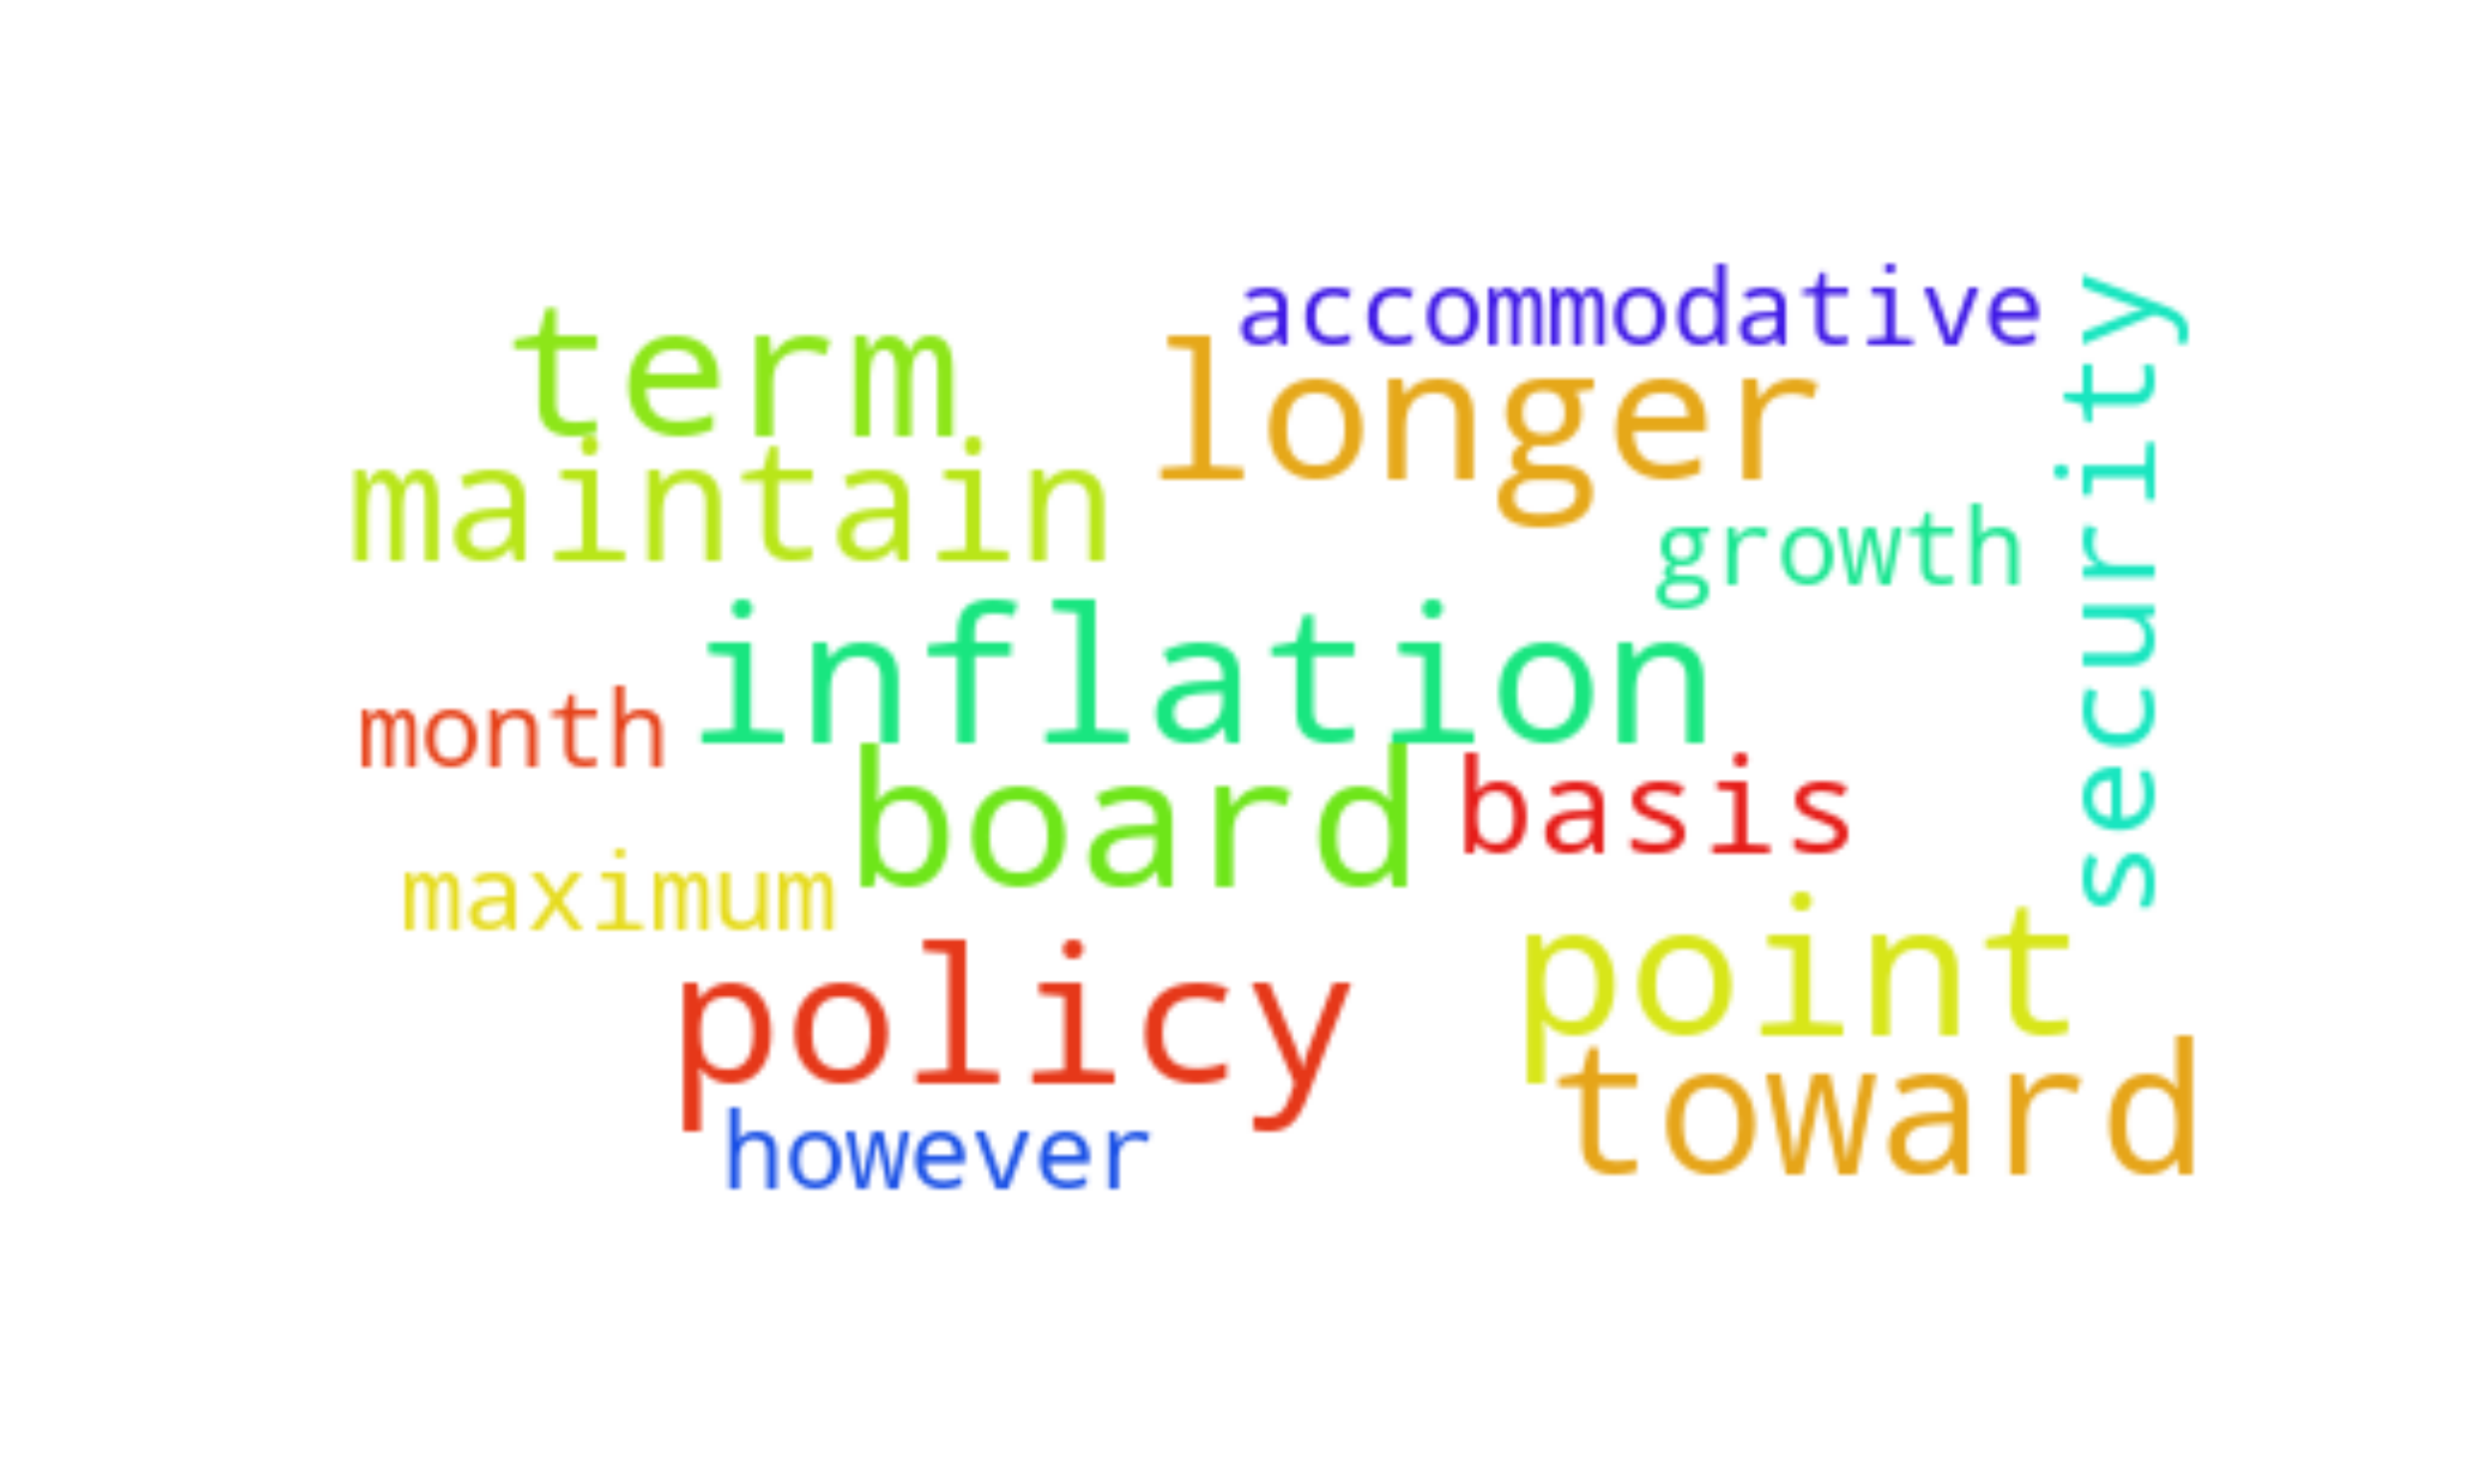 accommodative
term
longer
security
maintain
growth
inflation
month
board
basis
maximum
point
policy
toward
however